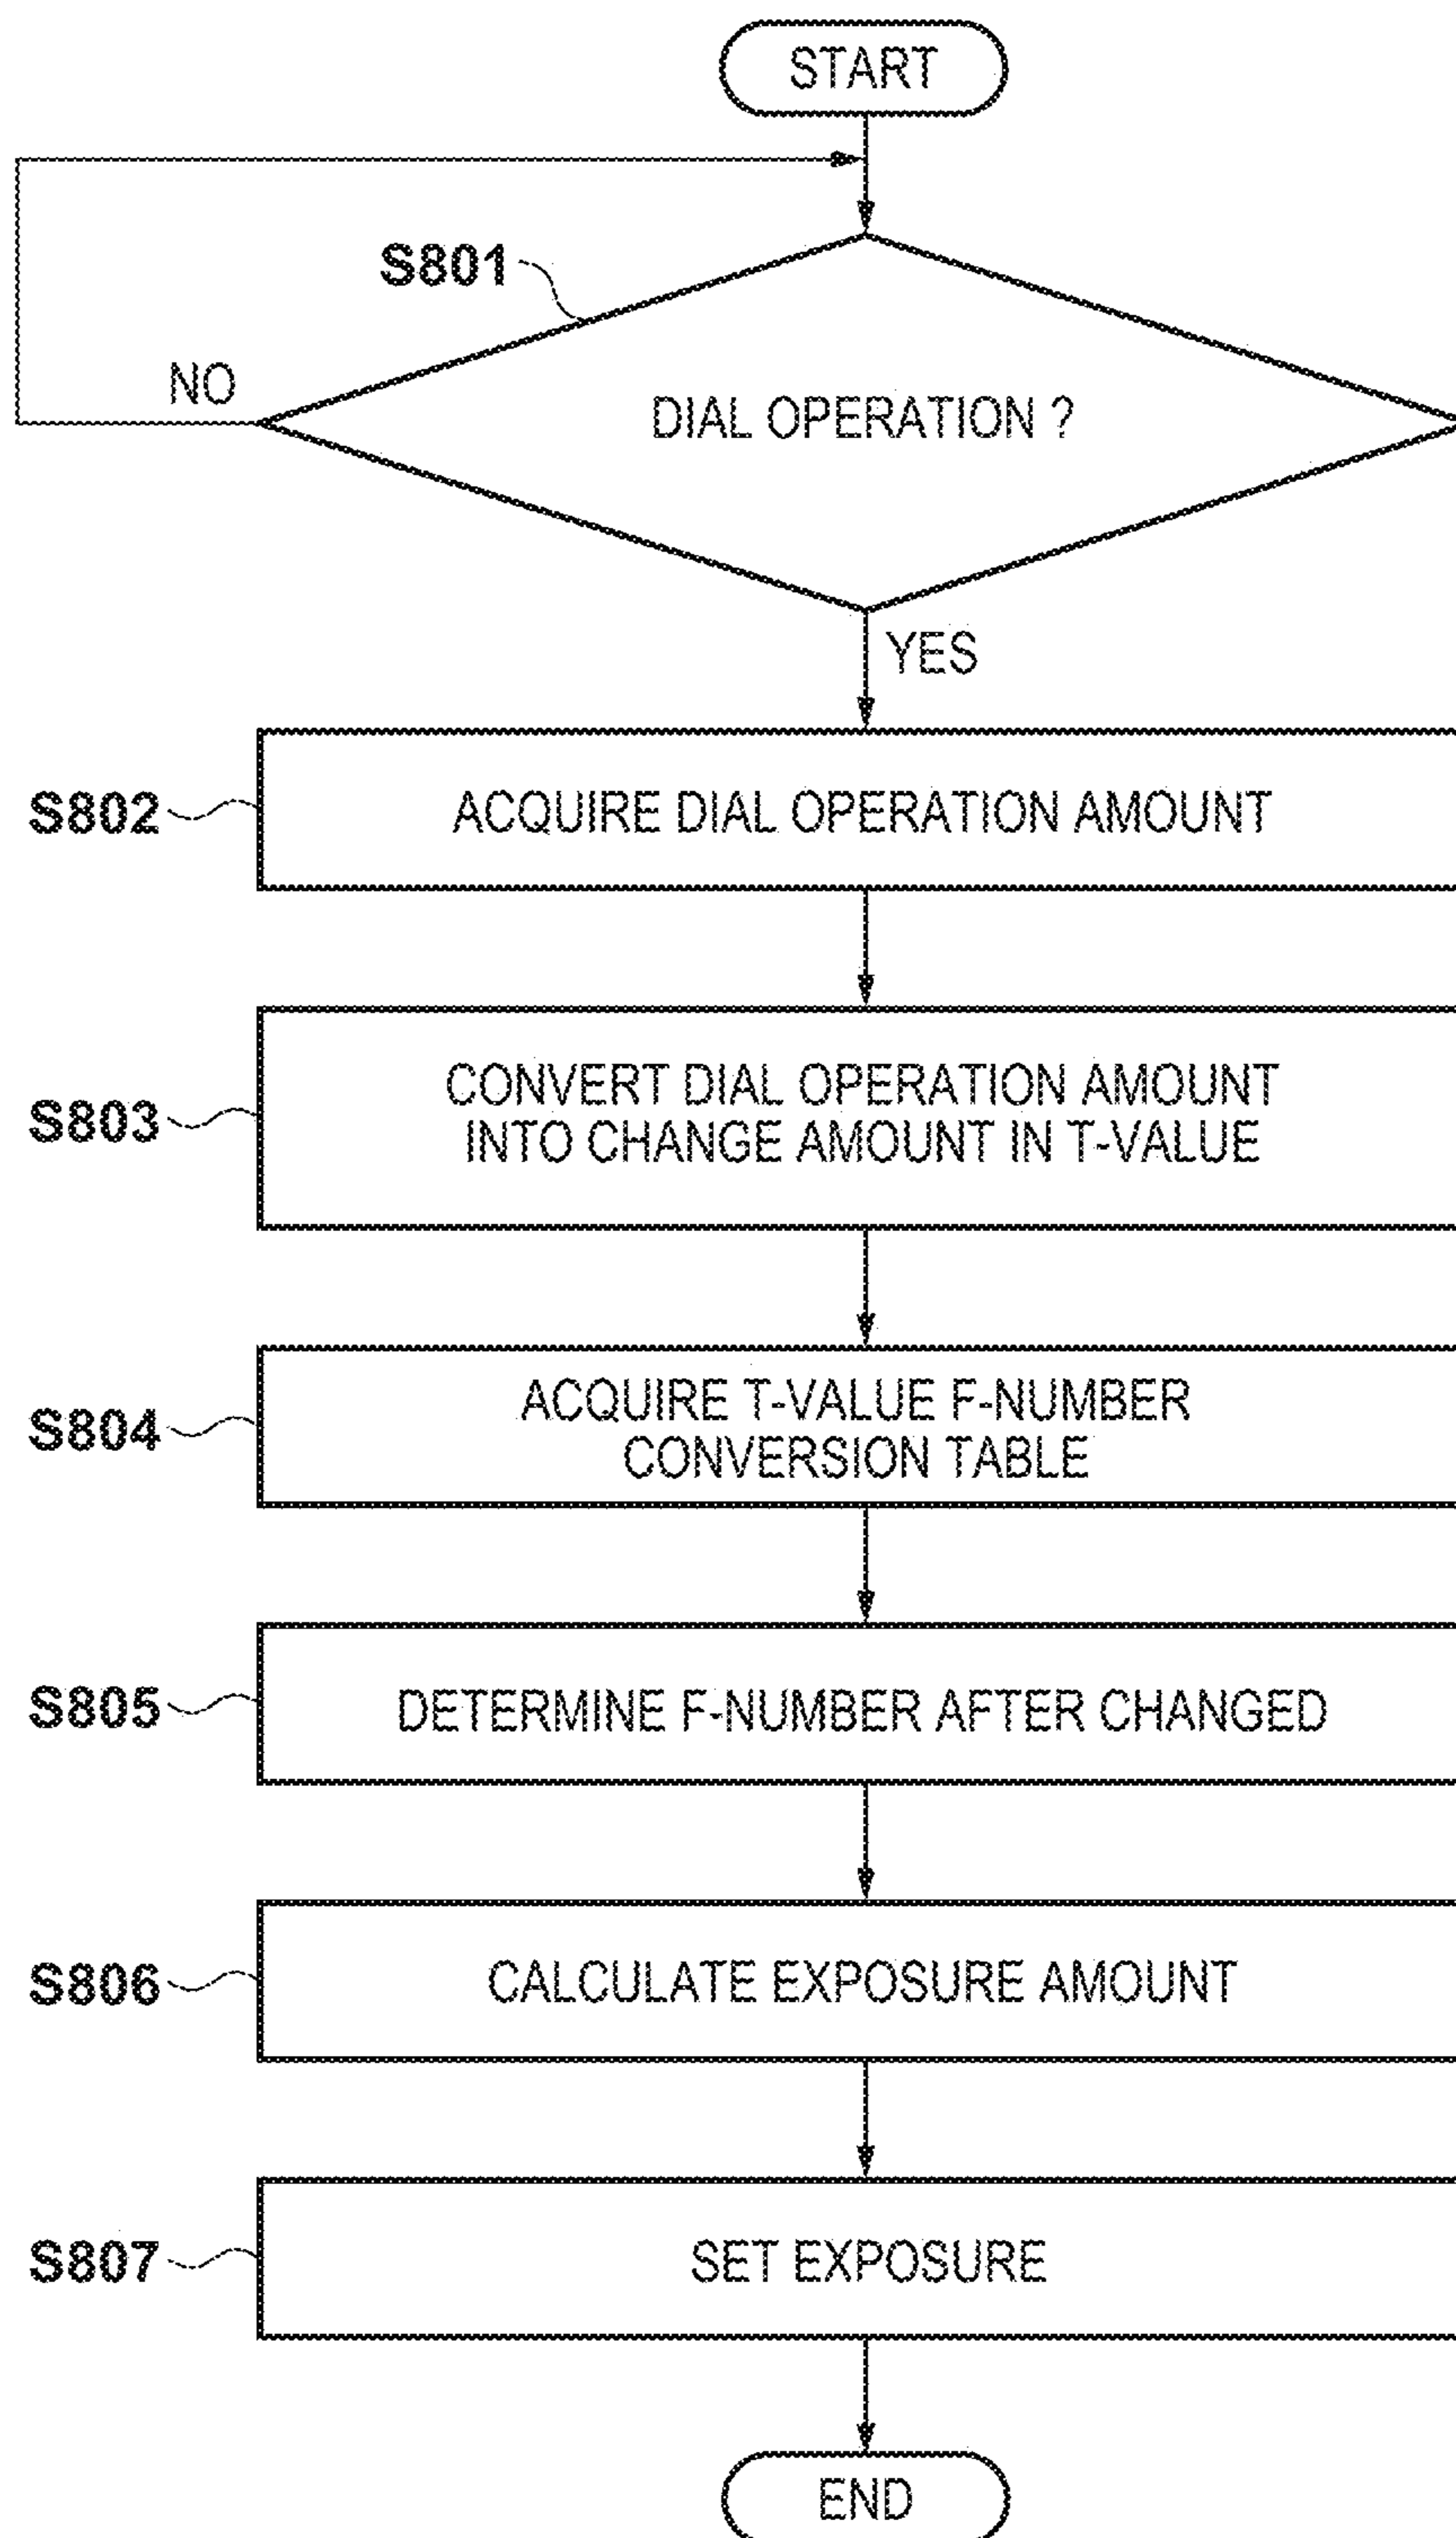 START
S801
NO
DIAL OPERATION ?
YES
S802
ACQUIRE DIAL OPERATION AMOUNT
S803
CONVERT DIAL OPERATION AMOUNT
INTO CHANGE AMOUNT IN T-VALUE
S804
ACQUIRE T-VALUE F-NUMBER
CONVERSION TABLE
S805
DETERMINE F-NUMBER AFTER CHANGED
S806
CALCULATE EXPOSURE AMOUNT
S807
SET EXPOSURE
END